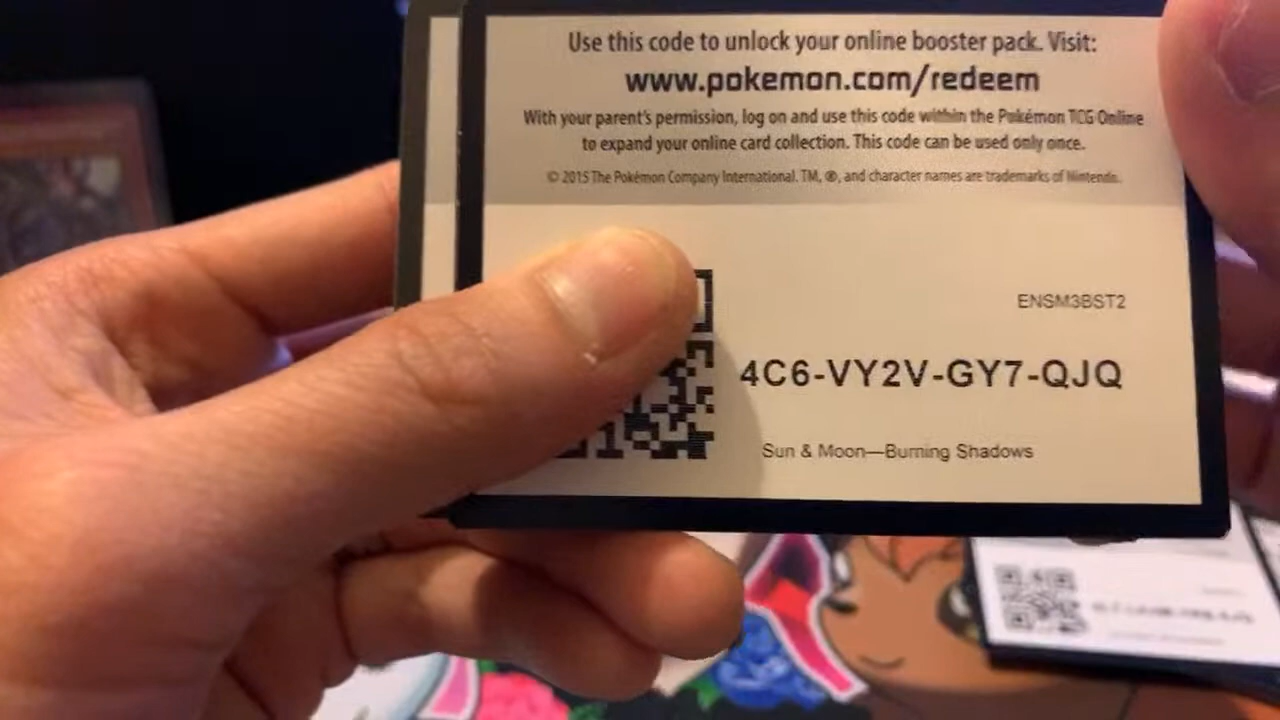 Use this code to unlock your online booster pack. Visit:
www.pokemon.com/redeem
With your parent's permission, log on and use this code within the Pokémon TCG Online
to expand your online card collection. This code can be used only once.
© 2015 The Pokémon Company International. TM, ®, and character names are trademarks of Nintendo.
ENSM3BST2
4C6-VY2V-GY7-QJQ
Sun & Moon—Burning Shadows